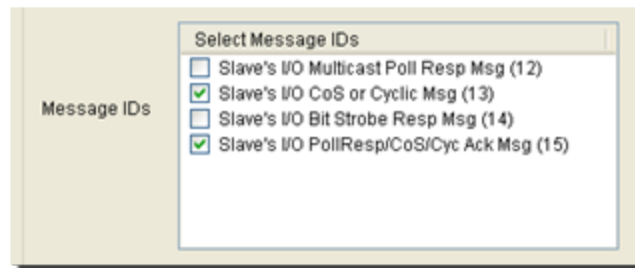 Select Message IDs
Slave's I/O Multicast Poll Resp Msg (12)
Slave's I/O CoS or Cyclic Msg (13)
Message IDs
Slave's I/O Bit Strobe Resp Msg (14)
Slave's I/O PollResp/CoS/Cyc Ack Msg (15)